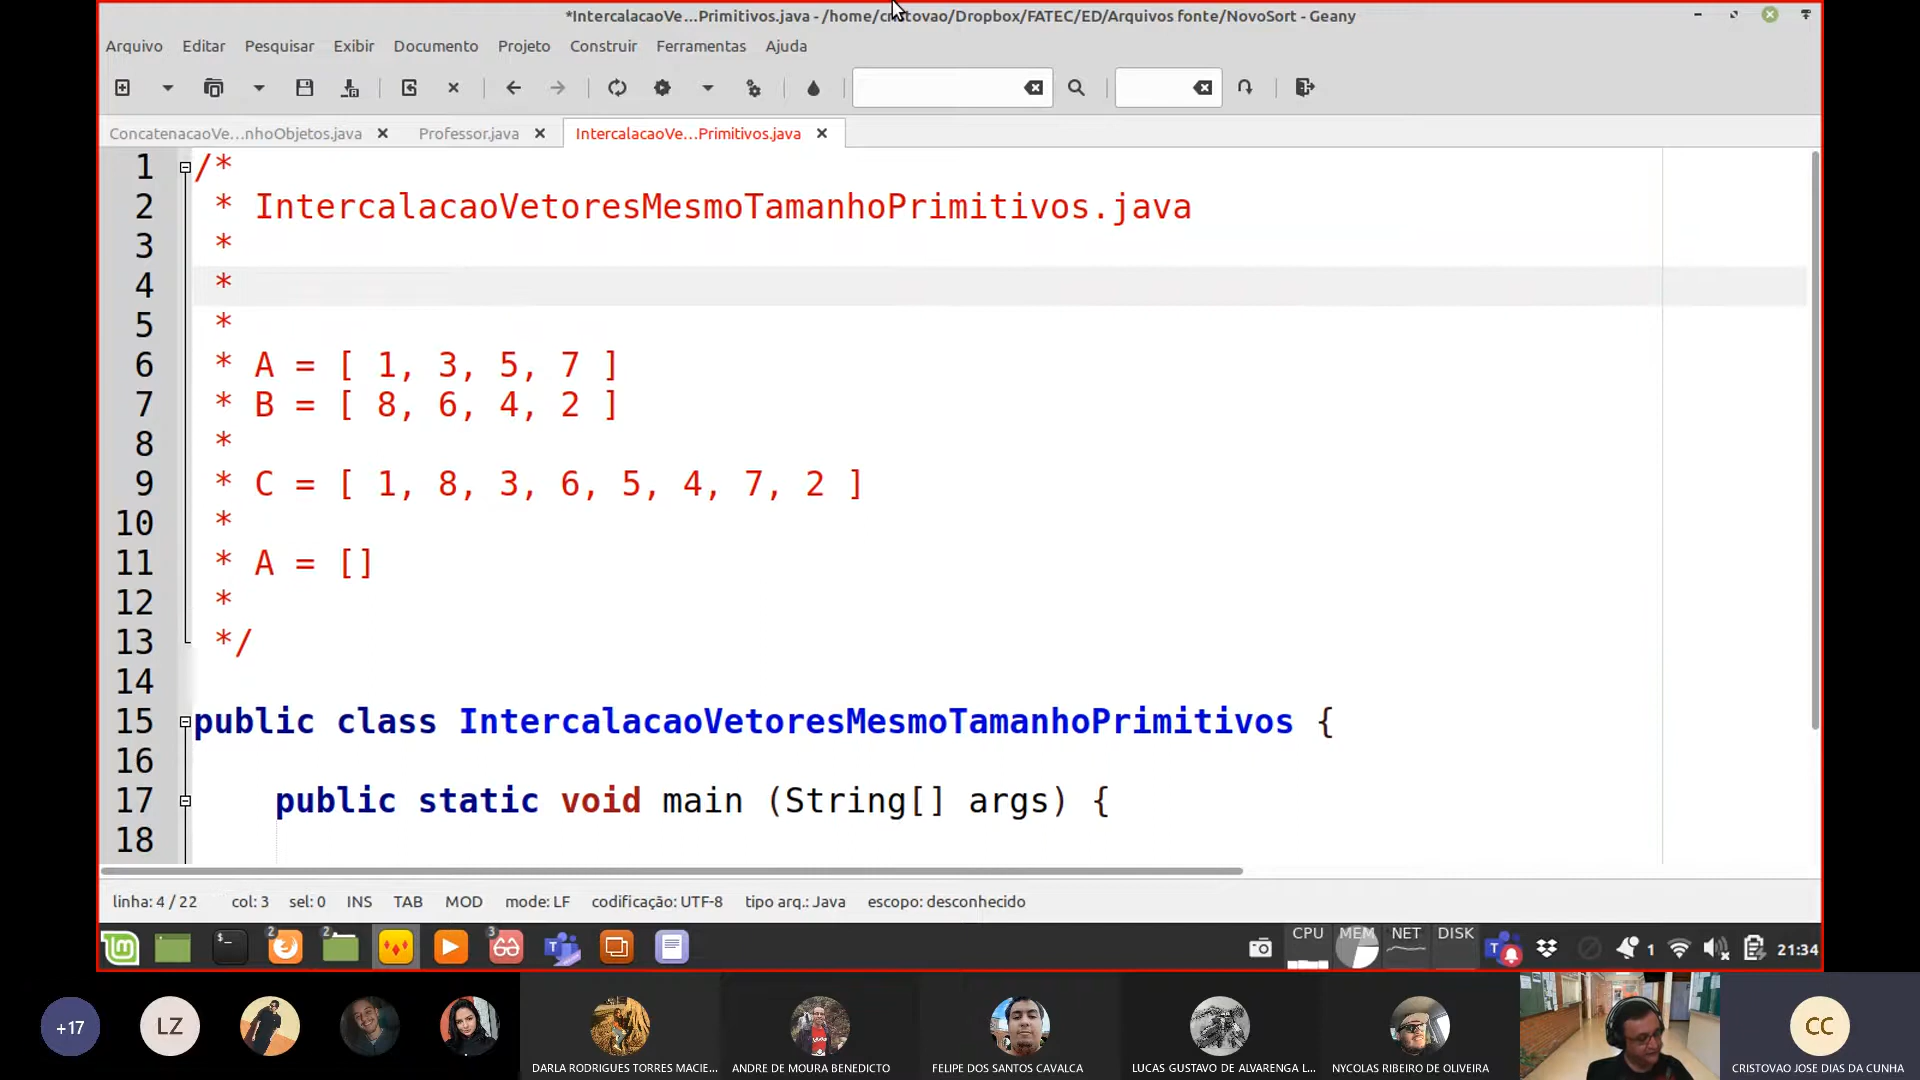 *IntercalacaoVe...Primitivos.java - /home/cristovao/Dropbox/FATEC/ED/Arquivos fonte/NovoSort - Geany
Arquivo Editar Pesquisar Exibir Documento Projeto Construir Ferramentas Ajuda
ConcatenacaoVe...nhoObjetos.java Professor.java IntercalacaoVe...Primitivos.java
1 /*
2 * IntercalacaoVetoresMesmoTamanhoPrimitivos.java
3 *
4 *
5 *
6 * A = [ 1, 3, 5, 7 ]
7 * B = [ 8, 6, 4, 2 ]
8 *
9 * C = [ 1, 8, 3, 6, 5, 4, 7, 2 ]
10 *
11 * A = []
12 *
13 */
14
15 public class IntercalacaoVetoresMesmoTamanhoPrimitivos {
16
17 public static void main (String[] args) {
18
linha: 4 / 22 col: 3 sel: 0 INS TAB MOD mode: LF codificação: UTF-8 tipo arq.: Java escopo: desconhecido
2 2 3 CPU MEM NET DISK 1 21:34
+17 LZ CC
DARLA RODRIGUES TORRES MACIE... ANDRE DE MOURA BENEDICTO FELIPE DOS SANTOS CAVALCA LUCAS GUSTAVO DE ALVARENGA L... NYCOLAS RIBEIRO DE OLIVEIRA CRISTOVAO JOSE DIAS DA CUNHA